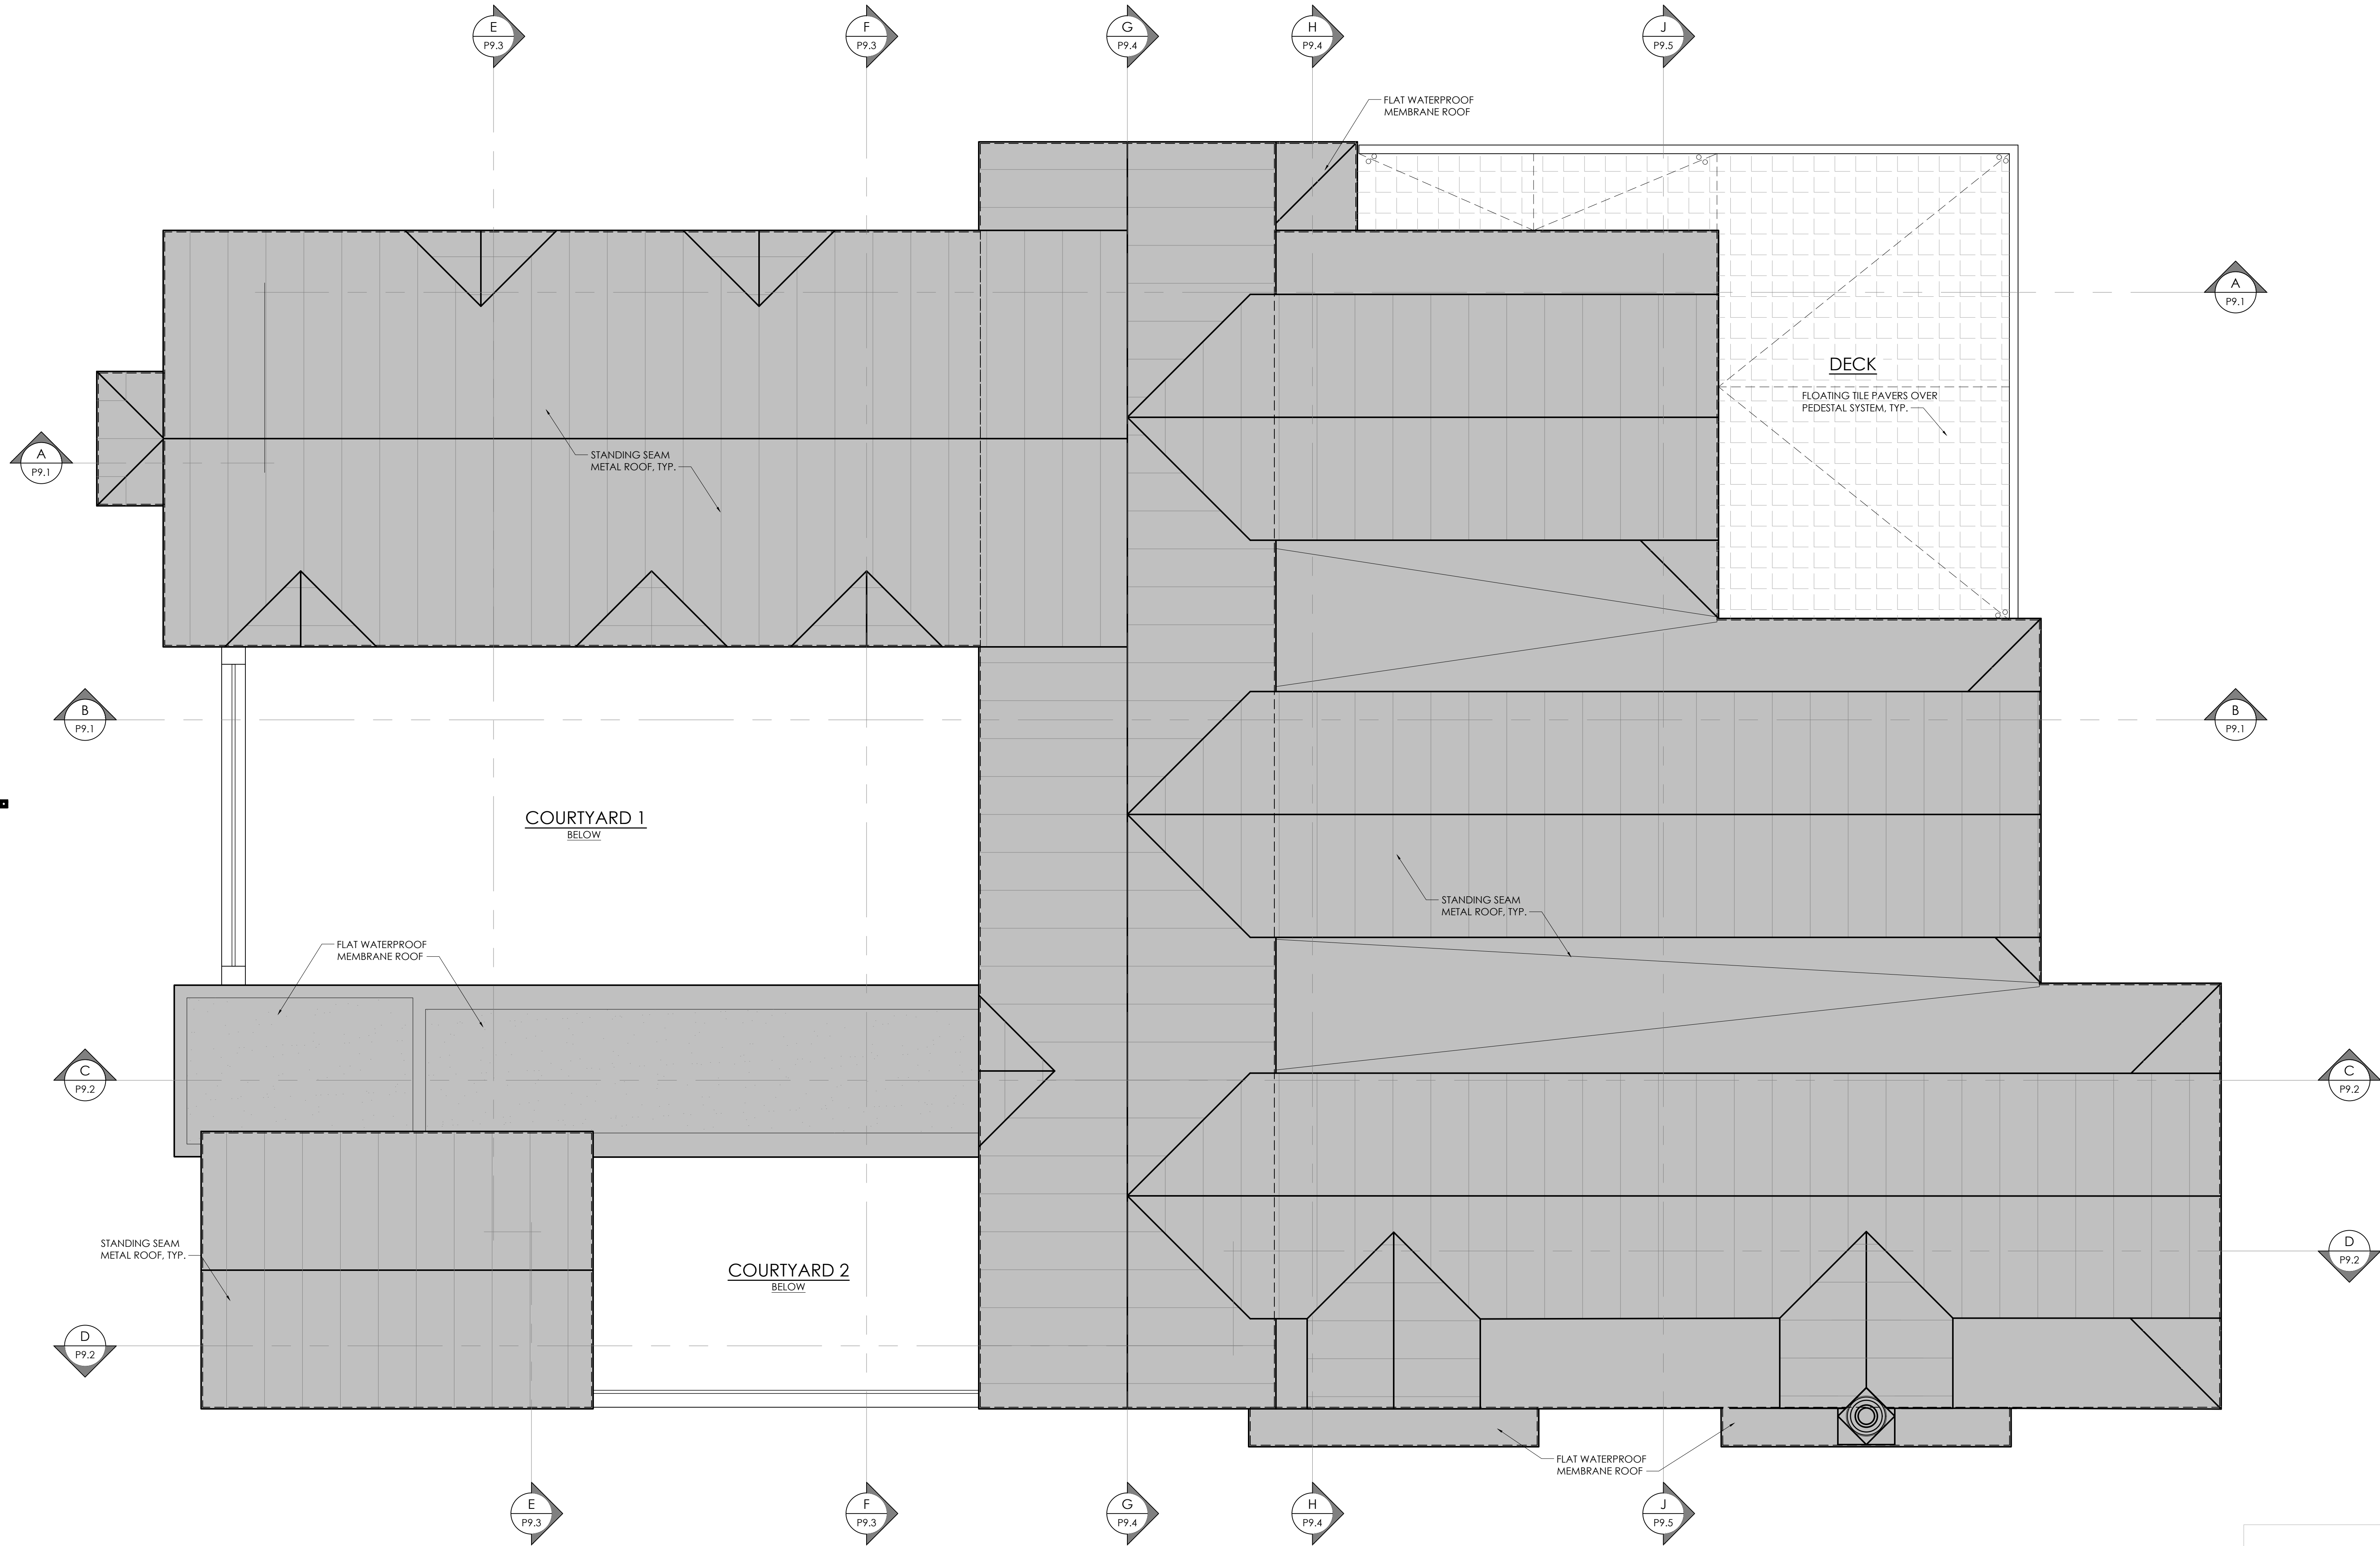 E
P9.3
F
P9.3
G
P9.4
H
P9.4
J
P9.5
FLAT WATERPROOF
MEMBRANE ROOF
A
P9.1
DECK
FLOATING TILE PAVERS OVER
PEDESTAL SYSTEM, TYP.
A
P9.1
STANDING SEAM
METAL ROOF, TYP.
B
P9.1
B
P9.1
COURTYARD 1
BELOW
STANDING SEAM
METAL ROOF, TYP.
FLAT WATERPROOF
MEMBRANE ROOF
C
P9.2
C
P9.2
STANDING SEAM
METAL ROOF, TYP.
COURTYARD 2
BELOW
D
P9.2
D
P9.2
FLAT WATERPROOF
MEMBRANE ROOF
E
P9.3
F
P9.3
G
P9.4
H
P9.4
J
P9.5